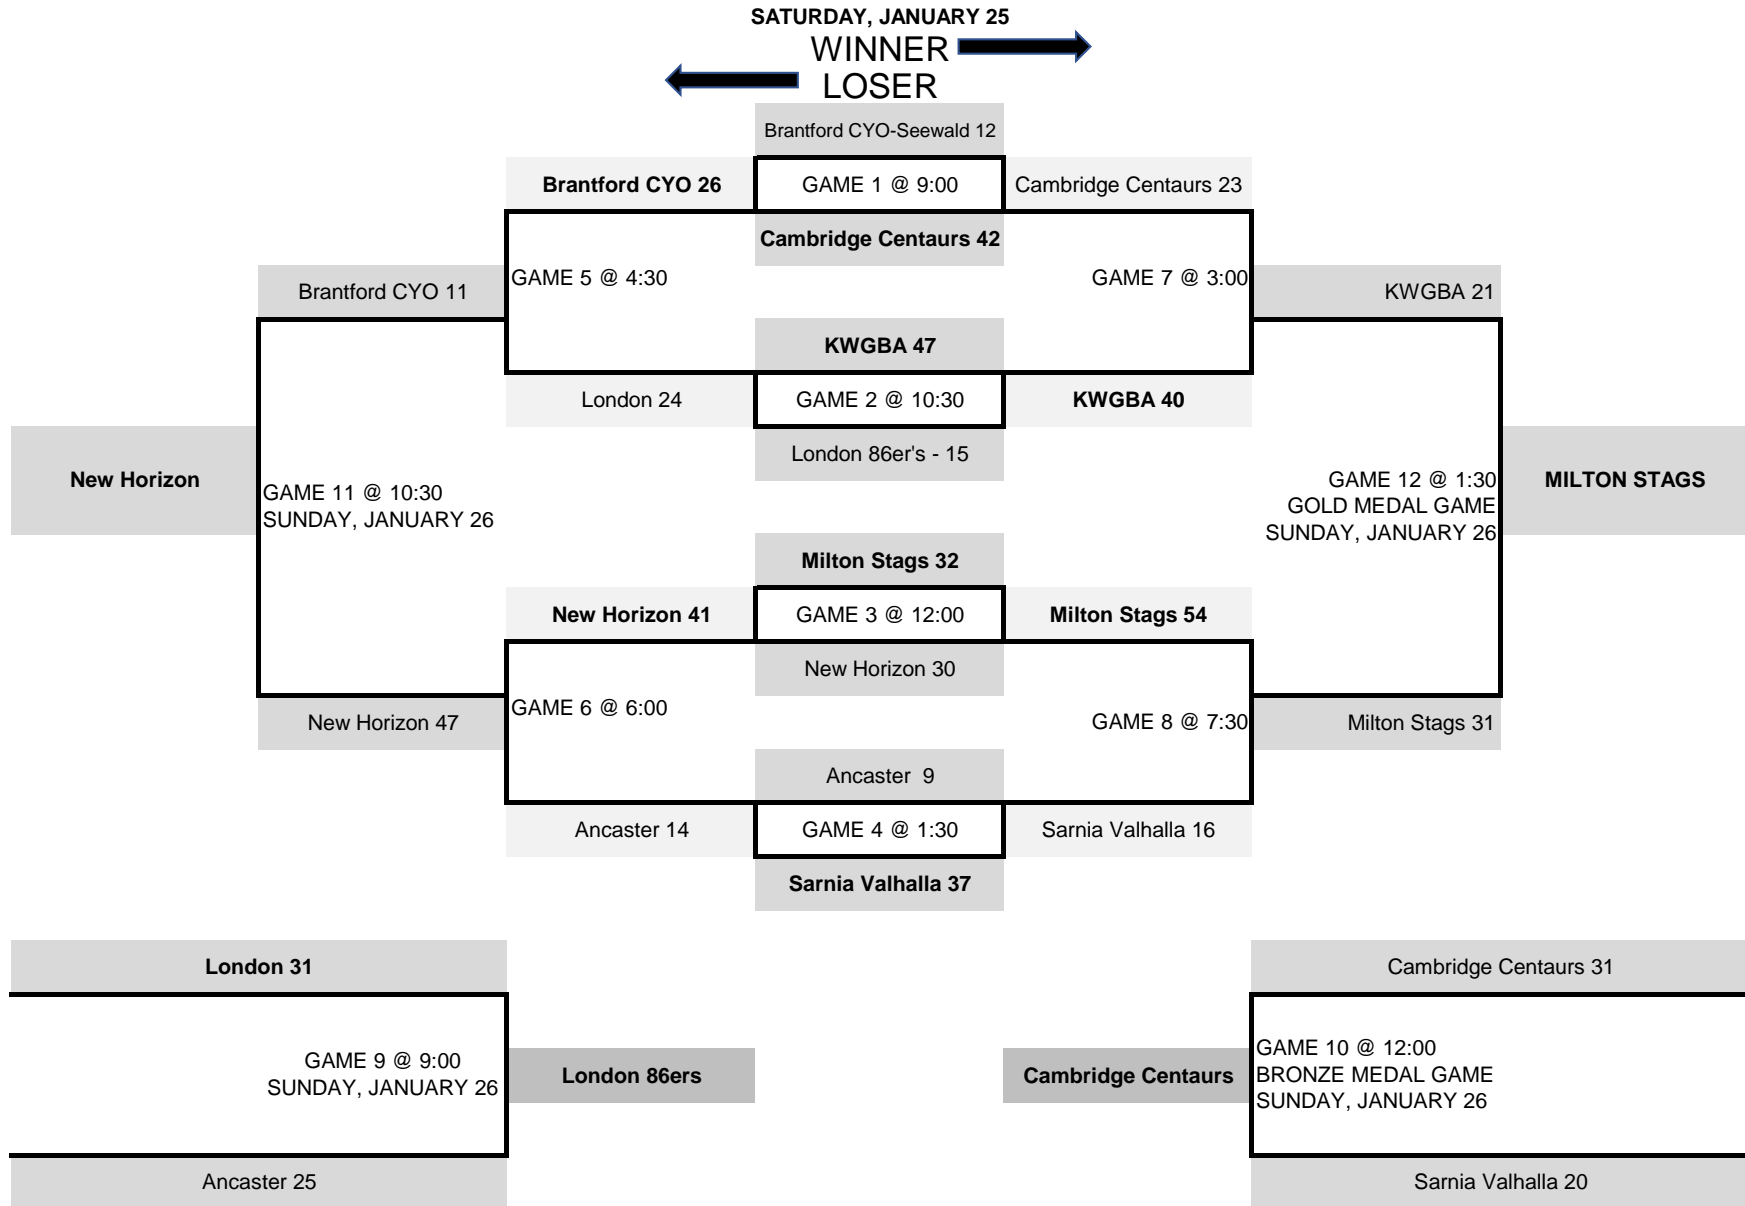 SATURDAY, JANUARY 25
WINNER
LOSER
Brantford CYO-Seewald 12
Brantford CYO 26
GAME 1 @ 9:00
Cambridge Centaurs 23
Cambridge Centaurs 42
GAME 5 @ 4:30
GAME 7 @ 3:00
Brantford CYO 11
KWGBA 21
KWGBA 47
London 24
GAME 2 @ 10:30
KWGBA 40
London 86er's - 15
New Horizon
GAME 11 @ 10:30
SUNDAY, JANUARY 26
GAME 12 @ 1:30
GOLD MEDAL GAME
SUNDAY, JANUARY 26
MILTON STAGS
Milton Stags 32
New Horizon 41
GAME 3 @ 12:00
Milton Stags 54
New Horizon 30
GAME 6 @ 6:00
GAME 8 @ 7:30
New Horizon 47
Milton Stags 31
Ancaster  9
Ancaster 14
GAME 4 @ 1:30
Sarnia Valhalla 16
Sarnia Valhalla 37
London 31
Cambridge Centaurs 31
GAME 9 @ 9:00
SUNDAY, JANUARY 26
London 86ers
Cambridge Centaurs
GAME 10 @ 12:00
BRONZE MEDAL GAME
SUNDAY, JANUARY 26
Ancaster 25
Sarnia Valhalla 20